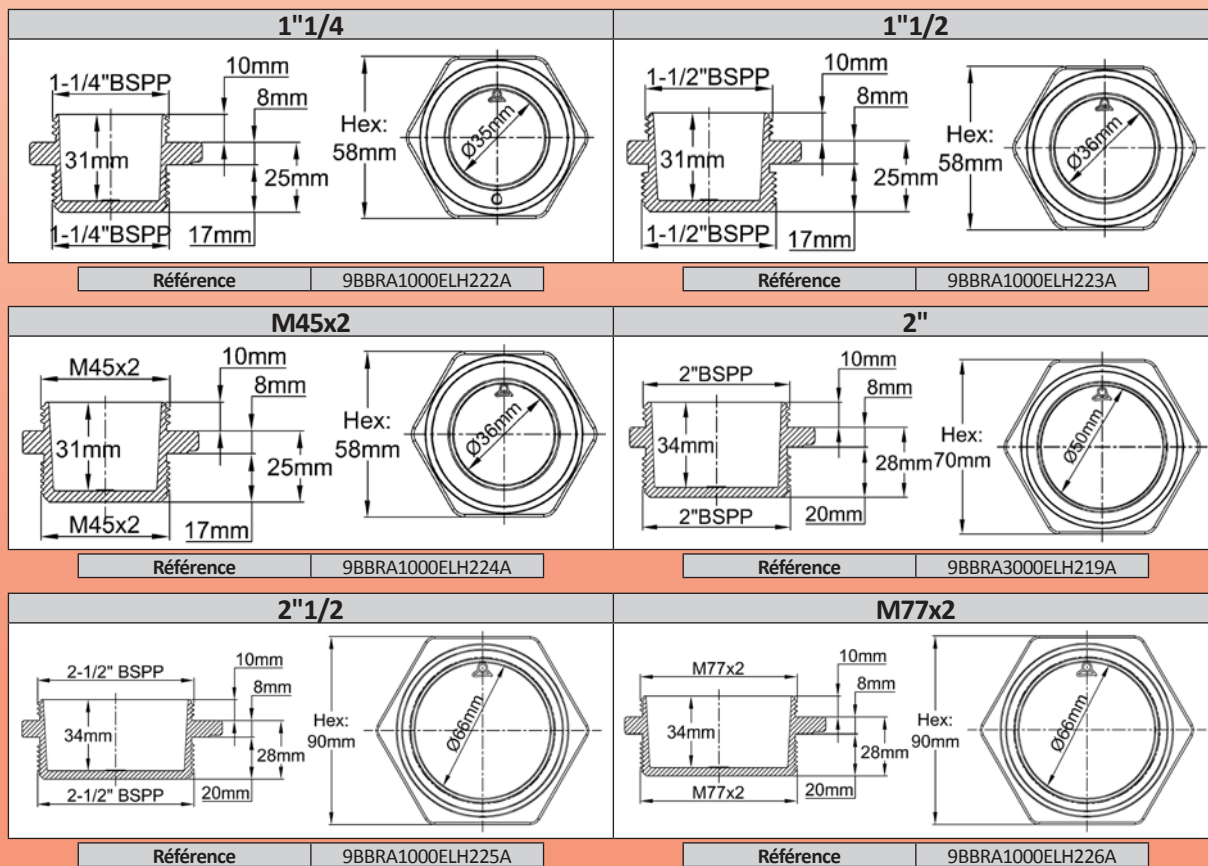 1"1/4
1-1/4"BSPP
10mm
8mm
31mm
25mm
17mm
1-1/4"BSPP
Hex:
58mm
Ø35mm
Référence 9BBRA1000ELH222A
1"1/2
1-1/2"BSPP
10mm
8mm
31mm
25mm
17mm
1-1/2"BSPP
Hex:
58mm
Ø36mm
Référence 9BBRA1000ELH223A
M45x2
M45x2
10mm
8mm
31mm
25mm
17mm
M45x2
Hex:
58mm
Ø36mm
Référence 9BBRA1000ELH224A
2"
2"BSPP
10mm
8mm
34mm
28mm
20mm
2"BSPP
Hex:
70mm
Ø50mm
Référence 9BBRA3000ELH219A
2"1/2
2-1/2" BSPP
10mm
8mm
34mm
28mm
20mm
2-1/2" BSPP
Hex:
90mm
Ø66mm
Référence 9BBRA1000ELH225A
M77x2
M77x2
10mm
8mm
34mm
28mm
20mm
M77x2
Hex:
90mm
Ø66mm
Référence 9BBRA1000ELH226A